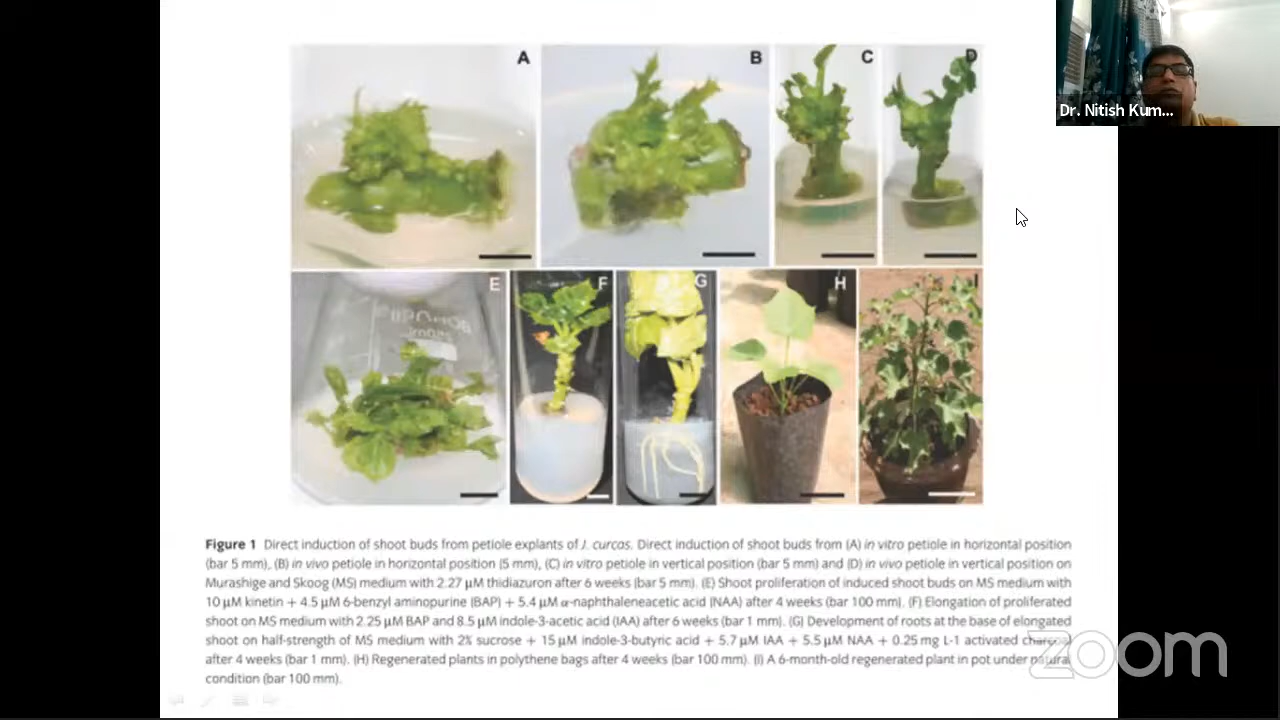 A
B
C
D
Dr. Nitish Kum...
E
F
G
H
I
Figure 1 Direct induction of shoot buds from petiole explants of J. curcas. Direct induction of shoot buds from (A) in vitro petiole in horizontal position
(bar 5 mm), (B) in vivo petiole in horizontal position (5 mm), (C) in vitro petiole in vertical position (bar 5 mm) and (D) in vivo petiole in vertical position on
Murashige and Skoog (MS) medium with 2.27 µM thidiazuron after 6 weeks (bar 5 mm). (E) Shoot proliferation of induced shoot buds on MS medium with
10 µM kinetin + 4.5 µM 6-benzyl aminopurine (BAP) + 5.4 µM α-naphthaleneacetic acid (NAA) after 4 weeks (bar 100 mm). (F) Elongation of proliferated
shoot on MS medium with 2.25 µM BAP and 8.5 µM indole-3-acetic acid (IAA) after 6 weeks (bar 1 mm). (G) Development of roots at the base of elongated
shoot on half-strength of MS medium with 2% sucrose + 15 µM indole-3-butyric acid + 5.7 µM IAA + 5.5 µM NAA + 0.25 mg L-1 activated charcoal
after 4 weeks (bar 1 mm). (H) Regenerated plants in polythene bags after 4 weeks (bar 100 mm). (I) A 6-month-old regenerated plant in pot under natural
condition (bar 100 mm).
zoom